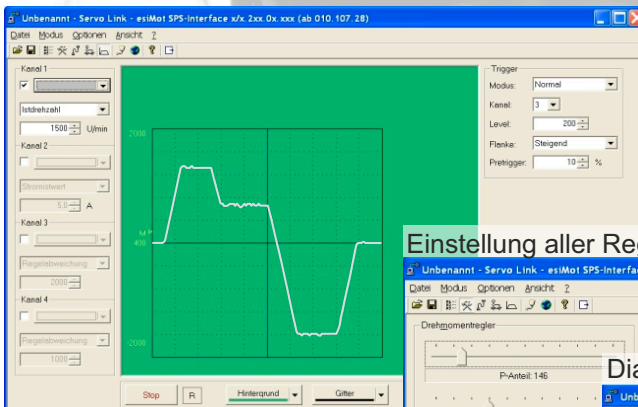 Unbenannt - Servo Link - esiMot SPS-Interface x/x.2xx.0x.xxx (ab 010.107.28)
Datei Modus Optionen Ansicht ?
Kanal 1
Istdrehzahl
1500 U/min
Kanal 2
Stromistwert
5.0 A
Kanal 3
Regelabweichung
2000
Kanal 4
Regelabweichung
1000
2000
M P
400
-2000
Stop R Hintergrund Gitter
Trigger
Modus: Normal
Kanal: 3
Level: 200
Flanke: Steigend
Pretrigger: 10 %
Einstellung aller Re
Unbenannt - Servo Link - esiMot SPS-Interfa
Datei Modus Optionen Ansicht ?
Drehmomentregler
P-Anteil: 146
Dia
Unb